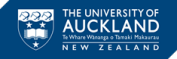 THE UNIVERSITY OF
AUCKLAND
Te Whare Wānanga o Tāmaki Makaurau
NEW ZEALAND